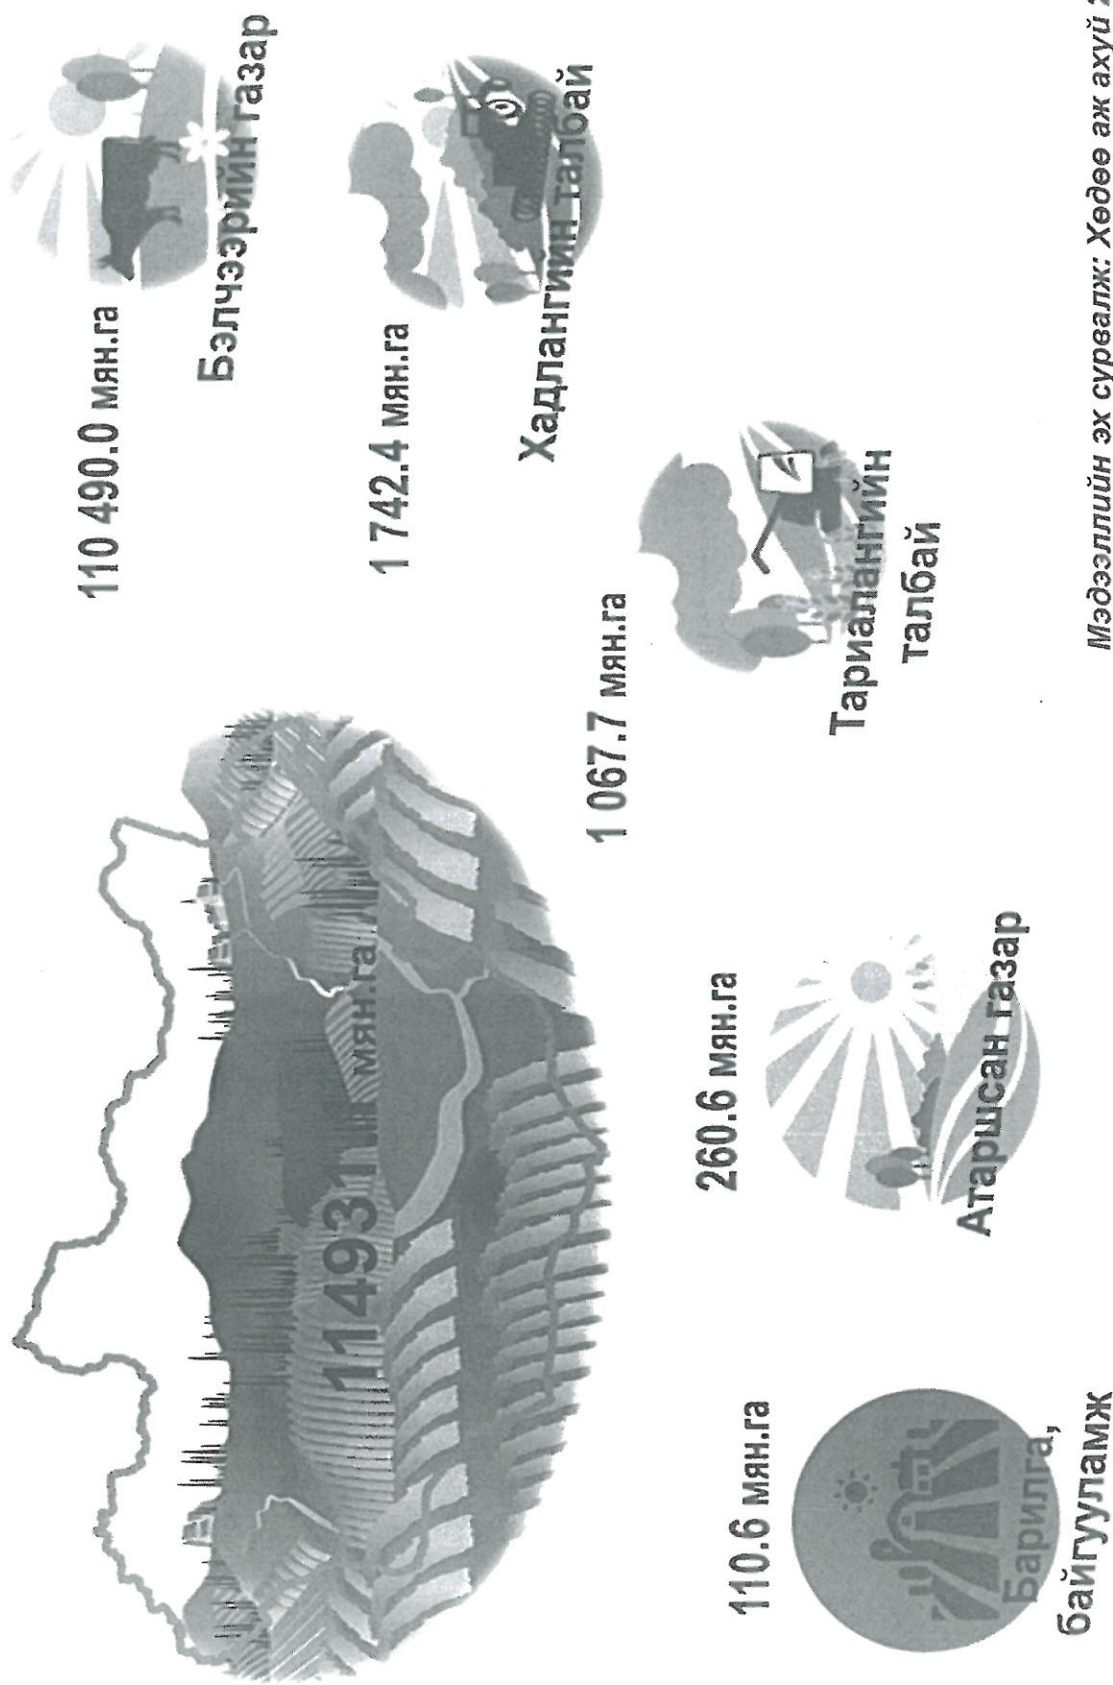 110 490.0 мян.га
Бэлчээрийн газар
114931 мян.га
1 742.4 мян.га
Хадлангийн талбай
1 067.7 мян.га
Тариалангийн
талбай
260.6 мян.га
Атаршсан газар
110.6 мян.га
Барилга,
байгууламж
Мэдээллийн эх сурвалж: Хөдөө аж ахуй